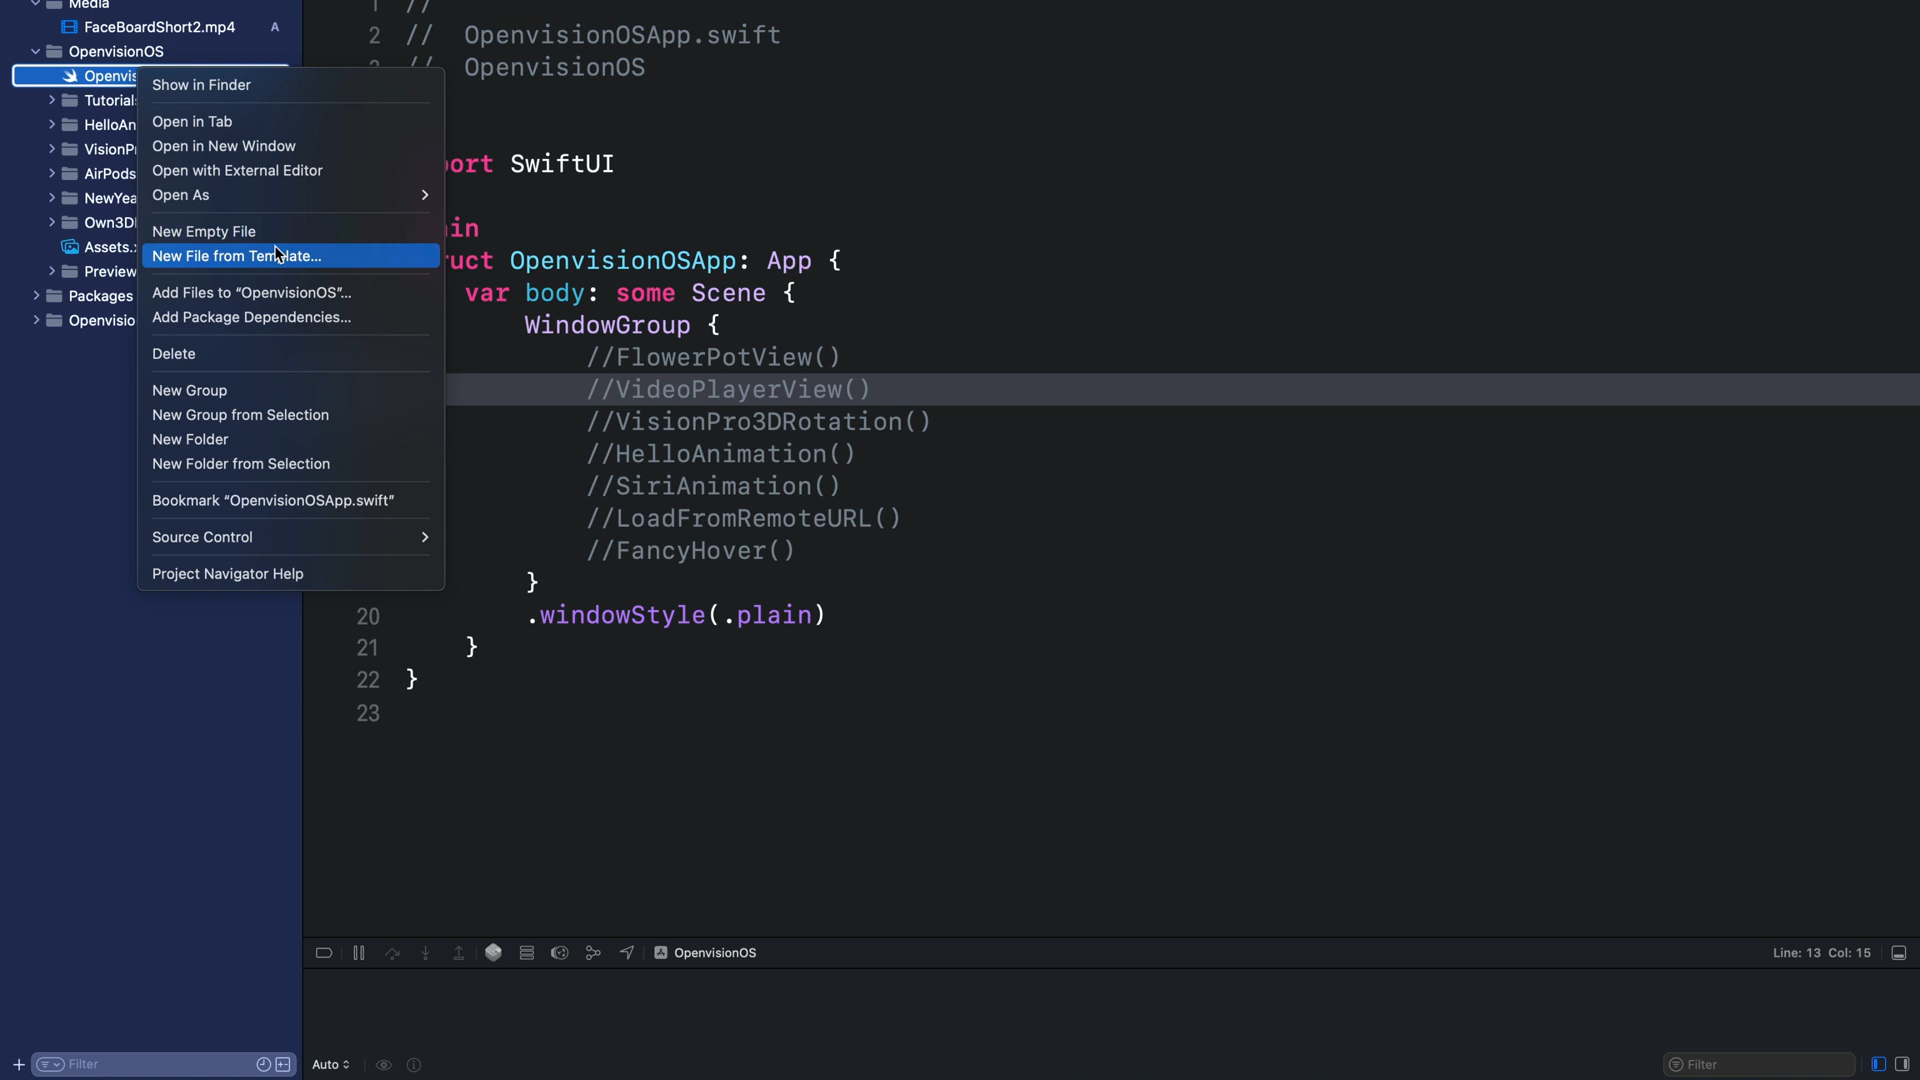 Media
FaceBoardShort2.mp4 A
OpenvisionOS
Openvis
Tutorial
HelloAn
VisionPr
AirPods
NewYea
Own3D
Assets.
Preview
Packages
Openvisio
Filter
Show in Finder
Open in Tab
Open in New Window
Open with External Editor
Open As
New Empty File
New File from Template...
Add Files to “OpenvisionOS”...
Add Package Dependencies...
Delete
New Group
New Group from Selection
New Folder
New Folder from Selection
Bookmark “OpenvisionOSApp.swift”
Source Control
Project Navigator Help
1 //
2 // OpenvisionOSApp.swift
// OpenvisionOS
ort SwiftUI
in
uct OpenvisionOSApp: App {
var body: some Scene {
WindowGroup {
//FlowerPotView()
//VideoPlayerView()
//VisionPro3DRotation()
//HelloAnimation()
//SiriAnimation()
//LoadFromRemoteURL()
//FancyHover()
}
20 .windowStyle(.plain)
21 }
22 }
23
OpenvisionOS
Line: 13 Col: 15
Auto
Filter